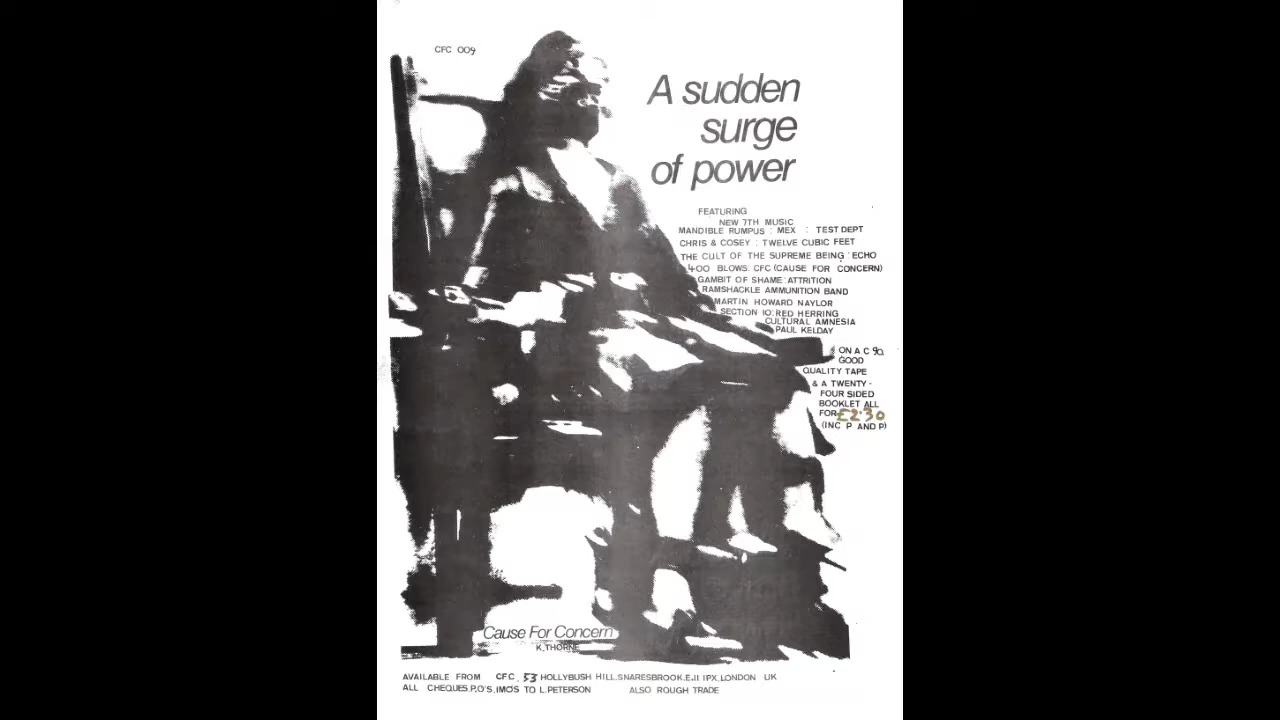 CFC 009
A sudden
surge
of power
FEATURING
NEW 7TH MUSIC
MANDIBLE RUMPUS : MEX : TEST DEPT
CHRIS & COSEY : TWELVE CUBIC FEET
THE CULT OF THE SUPREME BEING : ECHO
400 BLOWS: CFC (CAUSE FOR CONCERN)
GAMBIT OF SHAME: ATTRITION
RAMSHACKLE AMMUNITION BAND
MARTIN HOWARD NAYLOR
SECTION 10: RED HERRING
CULTURAL AMNESIA
PAUL KELDAY
ON A C 90
GOOD
QUALITY TAPE
& A TWENTY-
FOUR SIDED
BOOKLET ALL
FOR £2.30
(INC P AND P)
Cause For Concern
K.THORNE
AVAILABLE FROM CFC. 53 HOLLYBUSH HILL.SNARESBROOK.E.11 1PX.LONDON UK
ALL CHEQUES.P.O'S.IMOS TO L.PETERSON ALSO ROUGH TRADE